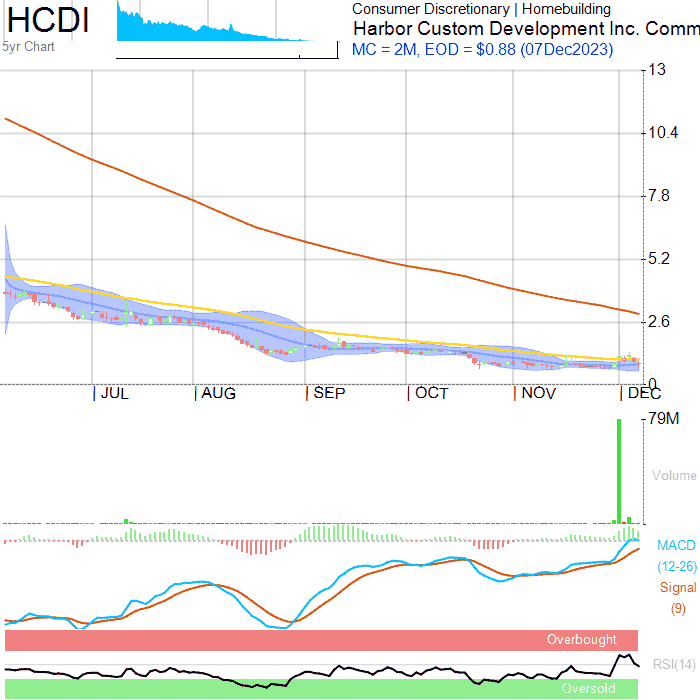 HCDI
5yr Chart
Consumer Discretionary | Homebuilding
Harbor Custom Development Inc. Comm
MC = 2M, EOD = $0.88 (07Dec2023)
13
10.4
7.8
5.2
2.6
0
JUL
AUG
SEP
OCT
NOV
DEC
79M
Volume
MACD
(12-26)
Signal
(9)
Overbought
RSI(14)
Oversold